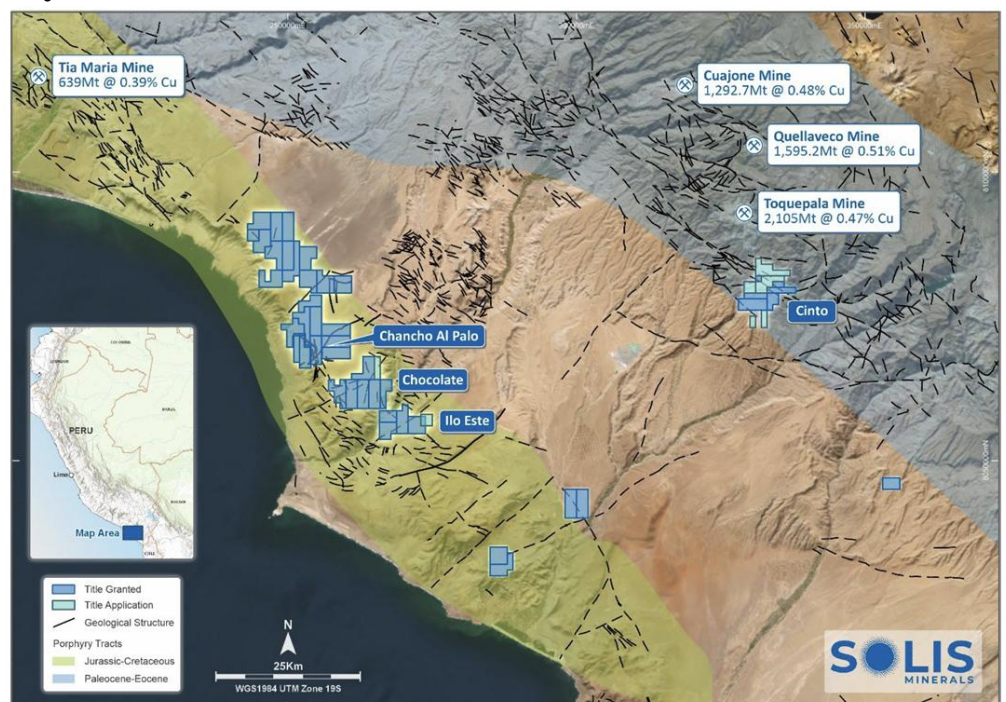 250000mE
350000mE
Tia Maria Mine
639Mt @ 0.39% Cu
Cuajone Mine
1,292.7Mt @ 0.48% Cu
Quellaveco Mine
1,595.2Mt @ 0.51% Cu
Toquepala Mine
2,105Mt @ 0.47% Cu
Cinto
Chancho Al Palo
Chocolate
Ilo Este
PERU
Lima
Map Area
Title Granted
Title Application
Geological Structure
Porphyry Tracts
Jurassic-Cretaceous
Paleocene-Eocene
N
25Km
WGS1984 UTM Zone 19S
SOLIS
MINERALS